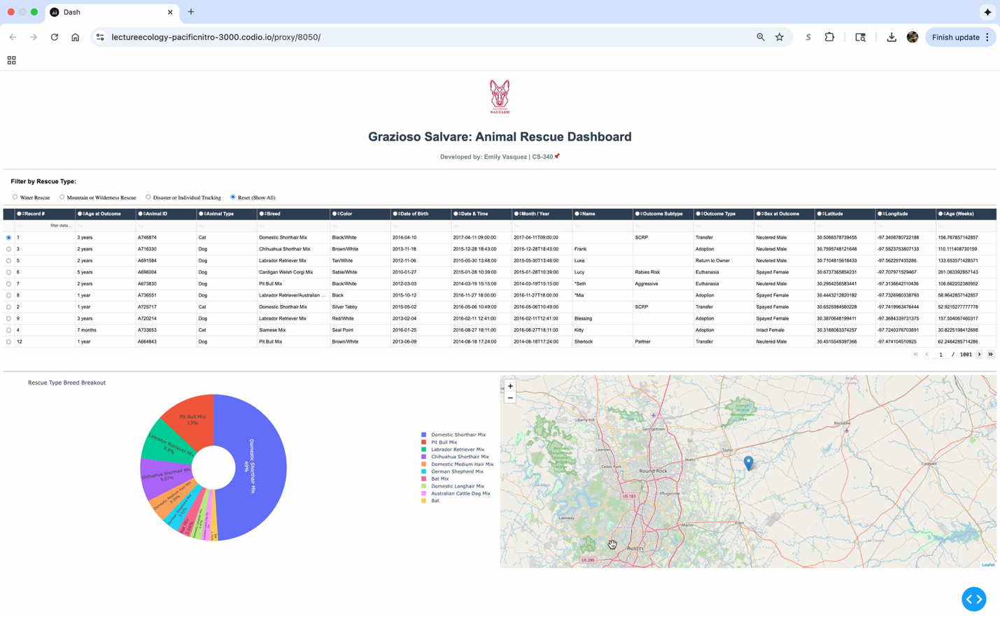 Dash
lectureecology-pacificnitro-3000.codio.io/proxy/8050/
Finish update
SALVARE
Grazioso Salvare: Animal Rescue Dashboard
Developed by: Emily Vasquez | CS-340
Filter by Rescue Type:
Water Rescue Mountain or Wilderness Rescue Disaster or Individual Tracking Reset (Show All)
Record # Age at Outcome Animal ID Animal Type Breed Color Date of Birth Date & Time Month / Year Name Outcome Subtype Outcome Type Sex at Outcome Latitude Longitude Age (Weeks)
filter data...
1 3 years A746874 Cat Domestic Shorthair Mix Black/White 2014-04-10 2017-04-11 09:00:00 2017-04-11T09:00:00 SCRP Transfer Neutered Male 30.5066578739455 -97.3408780722188 156.767857142857
3 2 years A716330 Dog Chihuahua Shorthair Mix Brown/White 2013-11-18 2015-12-28 18:43:00 2015-12-28T18:43:00 Frank Adoption Neutered Male 30.7595748121648 -97.5523753807133 110.111408730159
5 2 years A691584 Dog Labrador Retriever Mix Tan/White 2012-11-06 2015-05-30 13:48:00 2015-05-30T13:48:00 Luke Return to Owner Neutered Male 30.7104815618433 -97.562297435286 133.653571428571
6 5 years A696004 Dog Cardigan Welsh Corgi Mix Sable/White 2010-01-27 2015-01-28 10:39:00 2015-01-28T10:39:00 Lucy Rabies Risk Euthanasia Spayed Female 30.6737365854231 -97.707971529467 261.063392857143
7 2 years A673830 Dog Pit Bull Mix Black/White 2012-03-03 2014-03-19 15:15:00 2014-03-19T15:15:00 *Seth Aggressive Euthanasia Neutered Male 30.2954256583441 -97.3136642110436 106.662202380952
8 1 year A736551 Dog Labrador Retriever/Australian ... Black 2015-10-12 2016-11-27 18:00:00 2016-11-27T18:00:00 *Mia Adoption Spayed Female 30.4443212820182 -97.7326980338793 58.9642857142857
2 1 year A725717 Cat Domestic Shorthair Mix Silver Tabby 2015-05-02 2016-05-06 10:49:00 2016-05-06T10:49:00 SCRP Transfer Spayed Female 30.6525984560228 -97.7419963476444 52.9215277777778
9 3 years A720214 Dog Labrador Retriever Mix Red/White 2013-02-04 2016-02-11 12:41:00 2016-02-11T12:41:00 Blessing Adoption Spayed Female 30.3870648199411 -97.3684339731375 157.504067460317
4 7 months A733653 Cat Siamese Mix Seal Point 2016-01-25 2016-08-27 18:11:00 2016-08-27T18:11:00 Kitty Adoption Intact Female 30.3188063374257 -97.7240376703891 30.8225198412698
12 1 year A664843 Dog Pit Bull Mix Brown/White 2013-06-09 2014-08-18 17:24:00 2014-08-18T17:24:00 Sherlock Partner Transfer Neutered Male 30.4515549397366 -97.474104510925 62.2464285714286
1 / 1001
Rescue Type Breed Breakout
Domestic Shorthair Mix
49%
Pit Bull Mix
13%
Labrador Retriever Mix
9.9%
Chihuahua Shorthair Mix
9.57%
Domestic Medium Hair Mix
5.28%
German Shepherd Mix
Bat Mix
Domestic Longhair Mix
Domestic Shorthair Mix
Pit Bull Mix
Labrador Retriever Mix
Chihuahua Shorthair Mix
Domestic Medium Hair Mix
German Shepherd Mix
Bat Mix
Domestic Longhair Mix
Australian Cattle Dog Mix
Bat
+
−
Liberty Hill
Georgetown
Granger Wildlife Management Area
Rockdale
Leander
Taylor
Hutto
Cedar Park
Round Rock
Caldwell
US 183
Pflugerville
Lakeway
Manor
Elgin
Travis County
Lee County
Austin
US 290
Leaflet